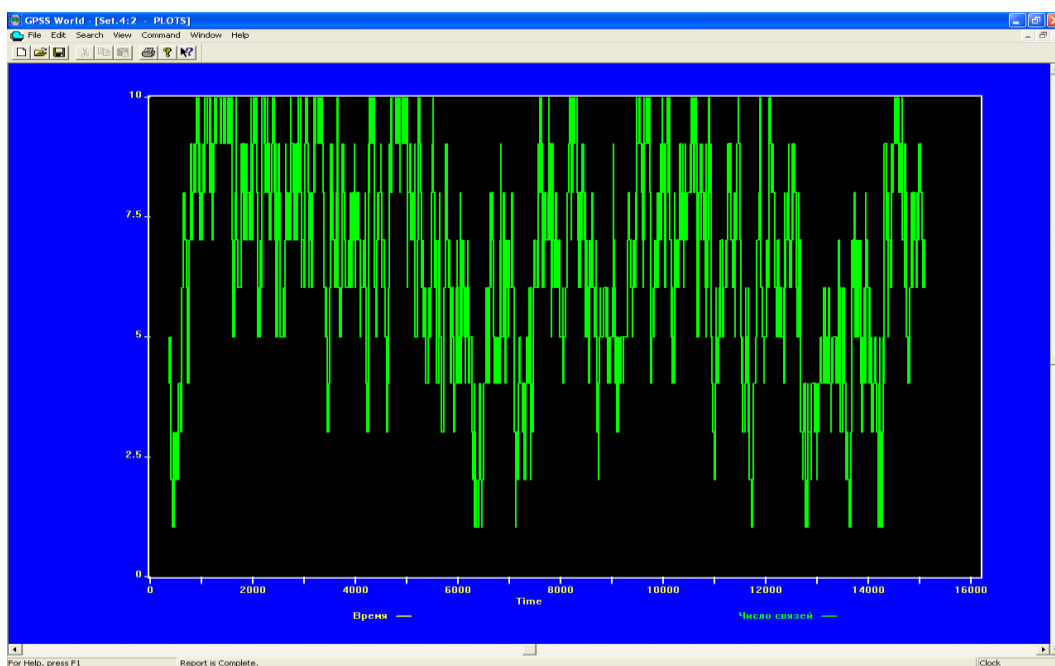 GPSS World - [Set.4:2 - PLOTS]
File Edit Search View Command Window Help
10
7.5
5
2.5
0
0 2000 4000 6000 8000 10000 12000 14000 16000
Time
Время Число связей
For Help, press F1 Report is Complete. Clock